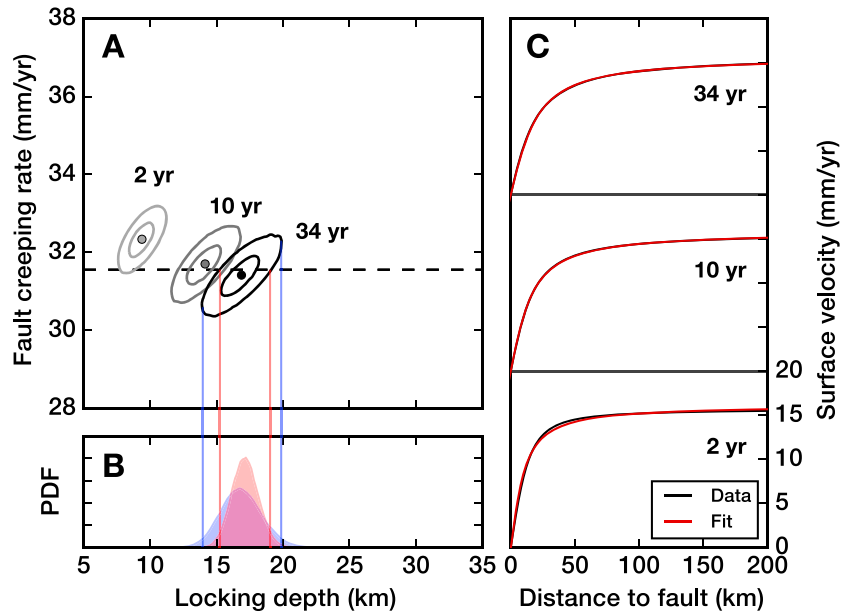 A
Fault creeping rate (mm/yr)
38
36
34
32
30
28
2 yr
10 yr
34 yr
B
PDF
5 10 15 20 25 30 35
Locking depth (km)
C
34 yr
10 yr
2 yr
Surface velocity (mm/yr)
20
15
10
5
0
Data
Fit
0 50 100 150 200
Distance to fault (km)